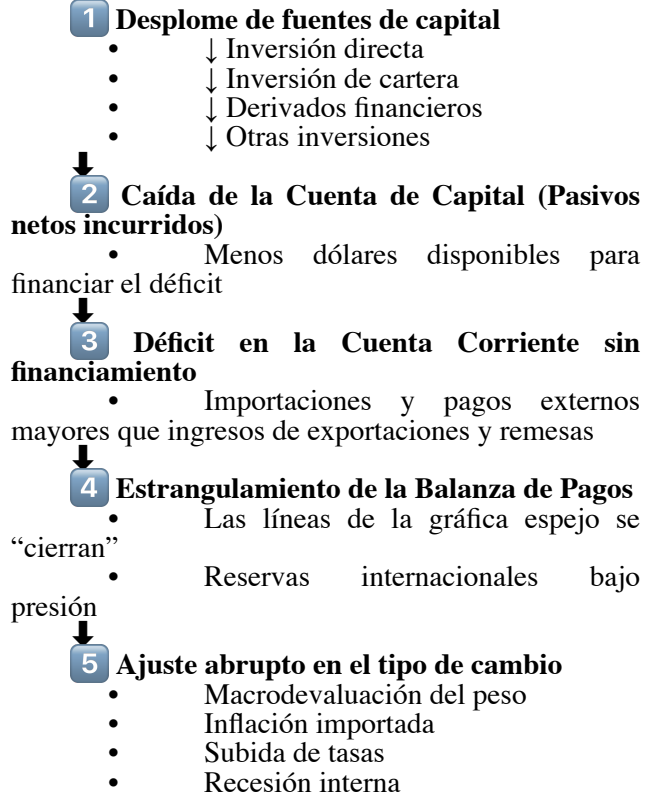 1️⃣ Desplome de fuentes de capital
• ↓ Inversión directa
• ↓ Inversión de cartera
• ↓ Derivados financieros
• ↓ Otras inversiones
⬇
2️⃣ Caída de la Cuenta de Capital (Pasivos
netos incurridos)
• Menos dólares disponibles para
financiar el déficit
⬇
3️⃣ Déficit en la Cuenta Corriente sin
financiamiento
• Importaciones y pagos externos
mayores que ingresos de exportaciones y remesas
⬇
4️⃣ Estrangulamiento de la Balanza de Pagos
• Las líneas de la gráfica espejo se
“cierran”
• Reservas internacionales bajo
presión
⬇
5️⃣ Ajuste abrupto en el tipo de cambio
• Macrodevaluación del peso
• Inflación importada
• Subida de tasas
• Recesión interna